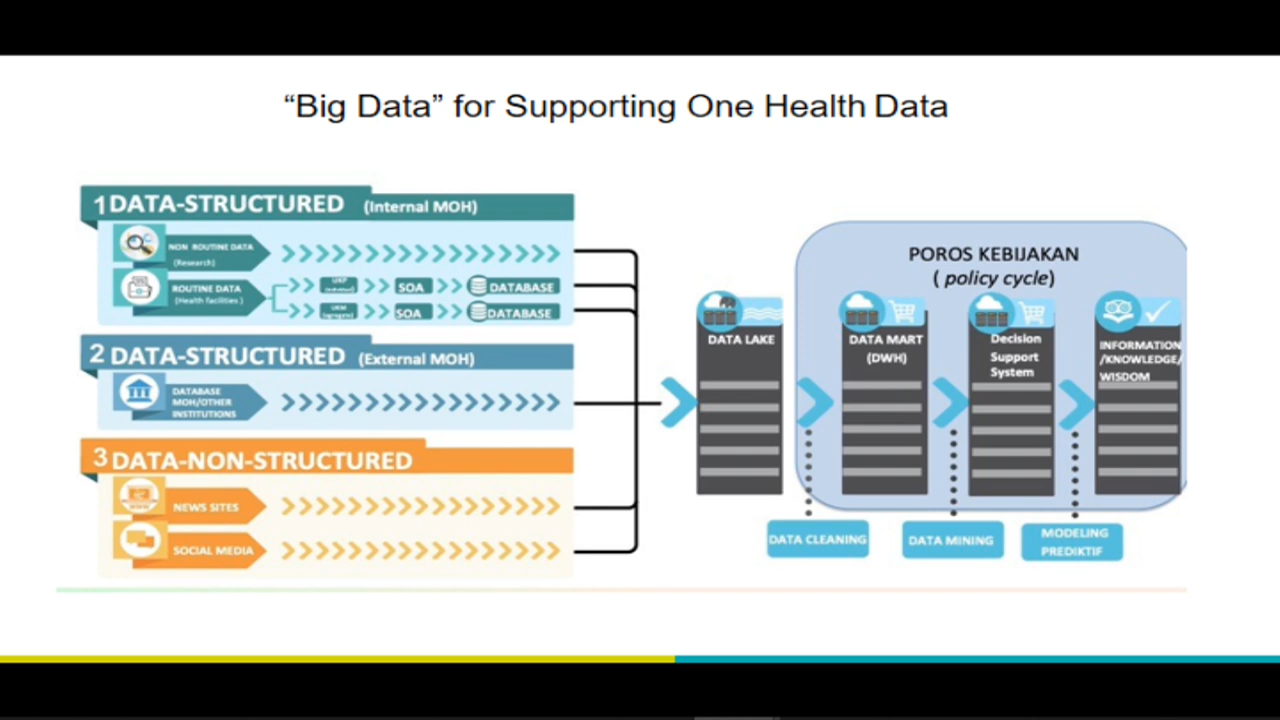 “Big Data” for Supporting One Health Data
1 DATA-STRUCTURED (Internal MOH)
NON ROUTINE DATA
(Research)
ROUTINE DATA
(Health facilities)
UKP
SOA
DATABASE
UKM
SOA
DATABASE
2 DATA-STRUCTURED (External MOH)
DATABASE
MOH/OTHER
INSTITUTIONS
3 DATA-NON-STRUCTURED
NEWS SITES
SOCIAL MEDIA
POROS KEBIJAKAN
( policy cycle)
DATA LAKE
DATA MART
(DWH)
Decision
Support
System
INFORMATION
/KNOWLEDGE/
WISDOM
DATA CLEANING
DATA MINING
MODELING
PREDIKTIF